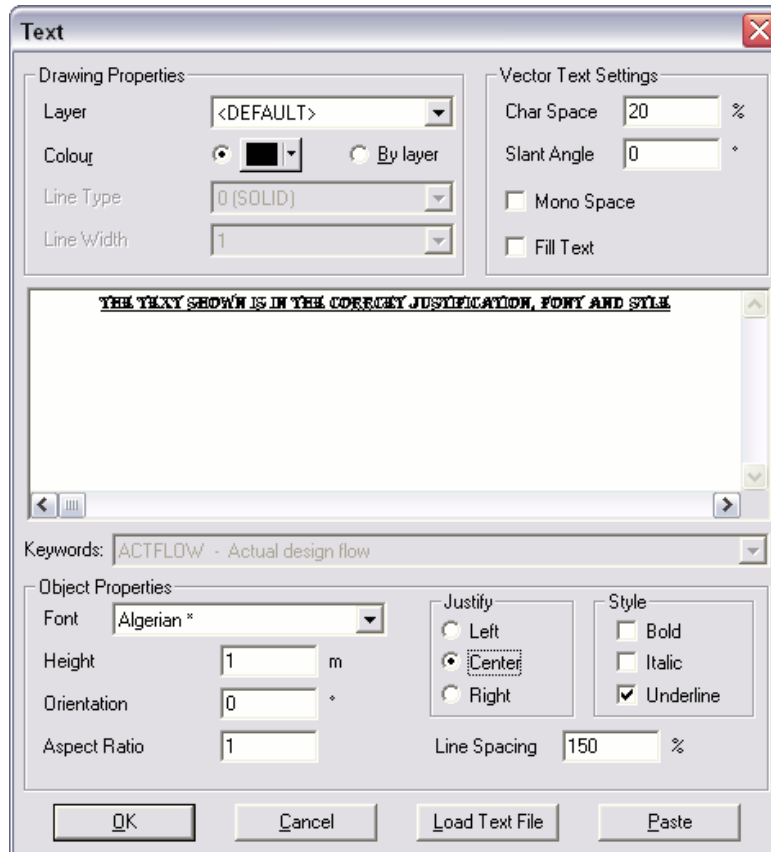 Text
Drawing Properties
Layer <DEFAULT>
Colour By layer
Line Type 0 (SOLID)
Line Width 1
Vector Text Settings
Char Space 20 %
Slant Angle 0 °
Mono Space
Fill Text
THE TEXT SHOWN IS IN THE CORRECT JUSTIFICATION, FONT AND STYLE
Keywords: ACTFLOW - Actual design flow
Object Properties
Font Algerian *
Height 1 m
Orientation 0 °
Aspect Ratio 1
Justify
Left
Center
Right
Style
Bold
Italic
Underline
Line Spacing 150 %
OK Cancel Load Text File Paste